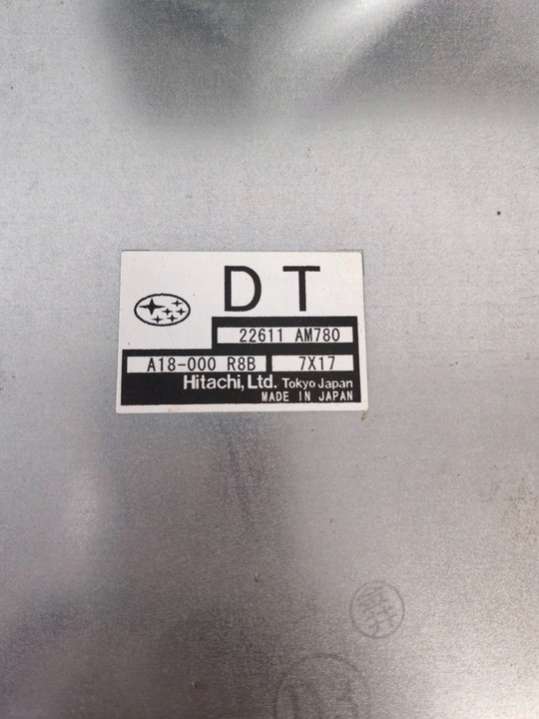 DT
22611 AM780
A18-000 R8B 7X17
Hitachi, Ltd. Tokyo Japan
MADE IN JAPAN